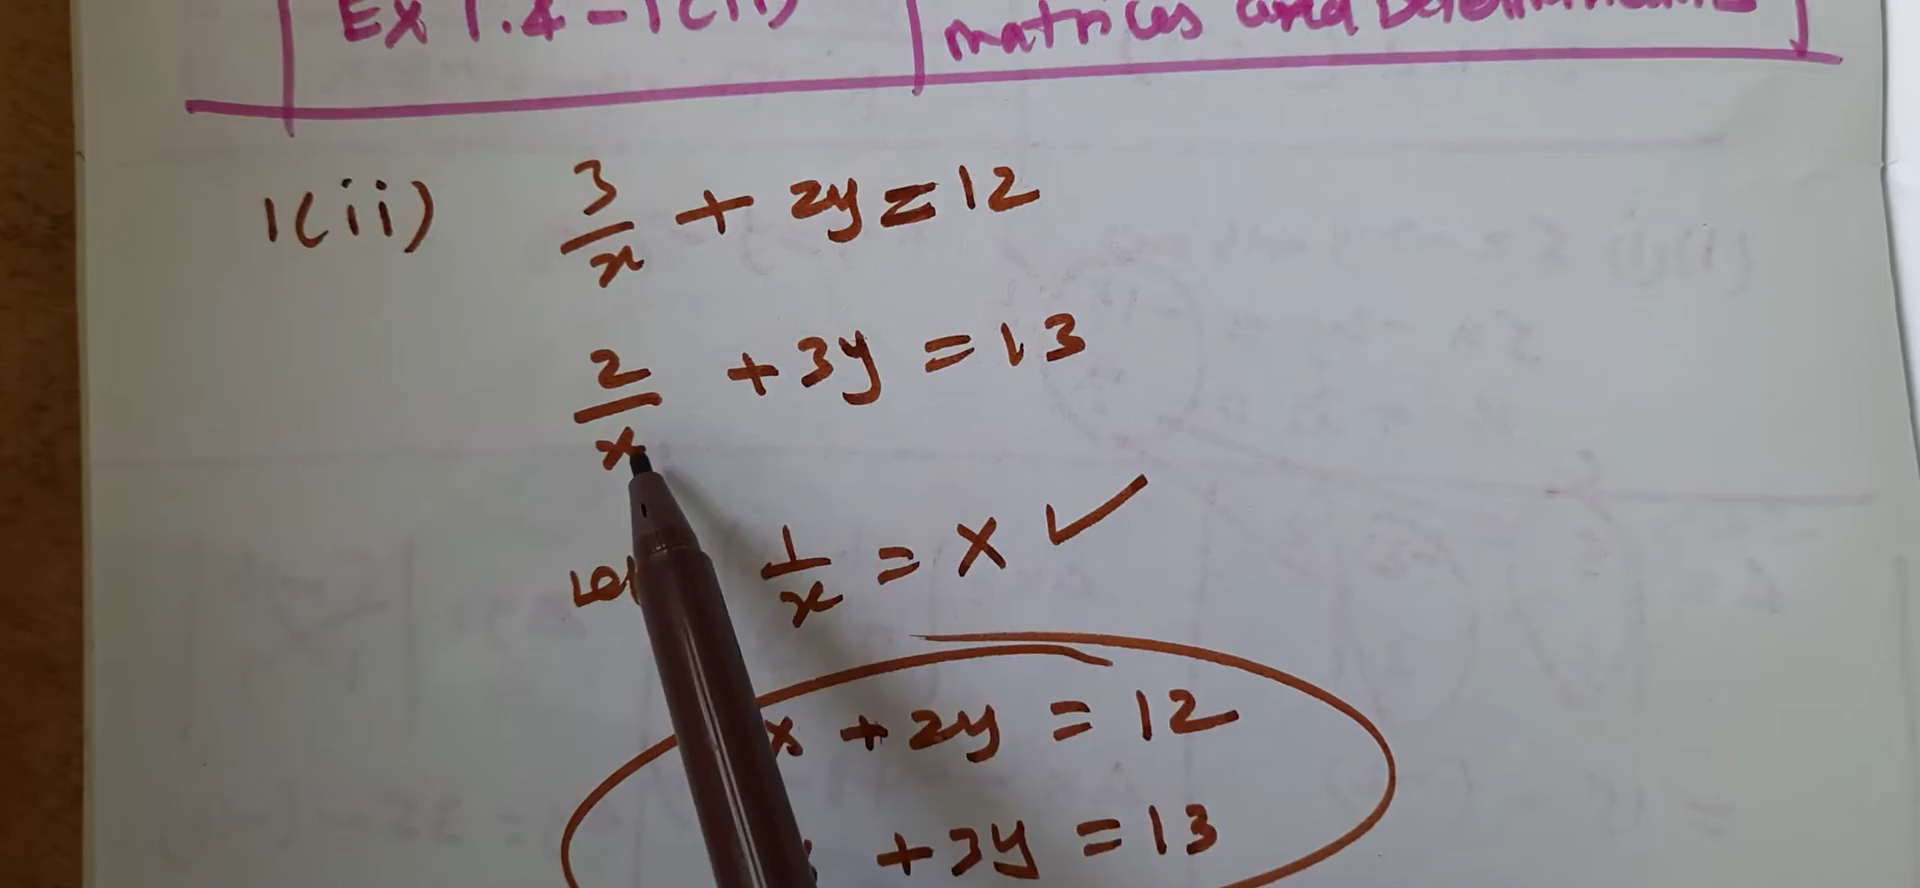 Ex 1.4 - 1(ii)
matrices and Determinants
1(ii) 3/x + 2y = 12
2/x + 3y = 13
Let 1/x = X ✓
x + 2y = 12
+ 3y = 13